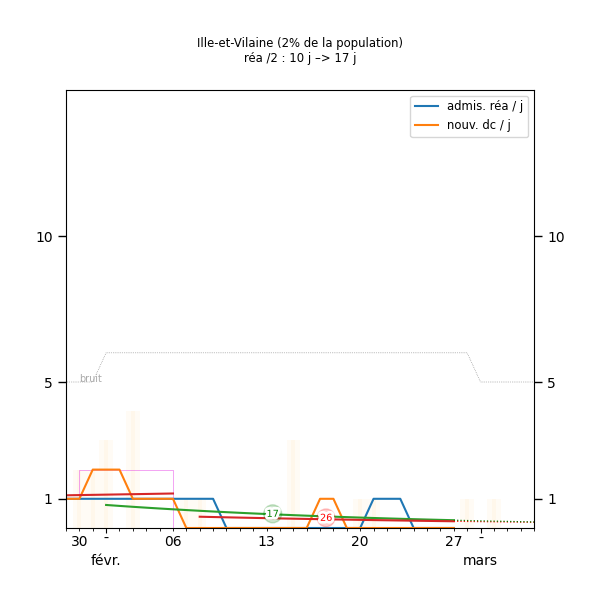 Ille-et-Vilaine (2% de la population)
réa /2 : 10 j –> 17 j
admis. réa / j
nouv. dc / j
10 10
bruit
5 5
17
26
1 1
30 - 06 13 20 27 -
févr. mars